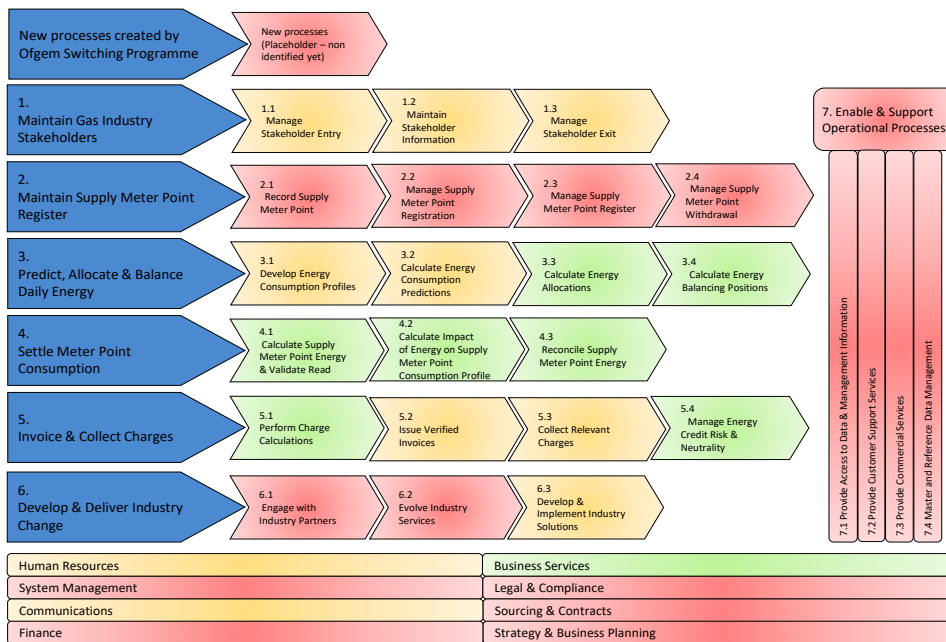 New processes created by
Ofgem Switching Programme
New processes
(Placeholder – non
identified yet)
1.
Maintain Gas Industry
Stakeholders
1.1
Manage
Stakeholder Entry
1.2
Maintain
Stakeholder
Information
1.3
Manage
Stakeholder Exit
7. Enable & Support
Operational Processes
2.
Maintain Supply Meter Point
Register
2.1
Record Supply
Meter Point
2.2
Manage Supply
Meter Point
Registration
2.3
Manage Supply
Meter Point Register
2.4
Manage Supply
Meter Point
Withdrawal
3.
Predict, Allocate & Balance
Daily Energy
3.1
Develop Energy
Consumption Profiles
3.2
Calculate Energy
Consumption
Predictions
3.3
Calculate Energy
Allocations
3.4
Calculate Energy
Balancing Positions
4.
Settle Meter Point
Consumption
4.1
Calculate Supply
Meter Point Energy
& Validate Read
4.2
Calculate Impact
of Energy on Supply
Meter Point
Consumption Profile
4.3
Reconcile Supply
Meter Point Energy
5.
Invoice & Collect Charges
5.1
Perform Charge
Calculations
5.2
Issue Verified
Invoices
5.3
Collect Relevant
Charges
5.4
Manage Energy
Credit Risk &
Neutrality
6.
Develop & Deliver Industry
Change
6.1
Engage with
Industry Partners
6.2
Evolve Industry
Services
6.3
Develop &
Implement Industry
Solutions
7.1 Provide Access to Data & Management Information
7.2 Provide Customer Support Services
7.3 Provide Commercial Services
7.4 Master and Reference Data Management
Human Resources
Business Services
System Management
Legal & Compliance
Communications
Sourcing & Contracts
Finance
Strategy & Business Planning